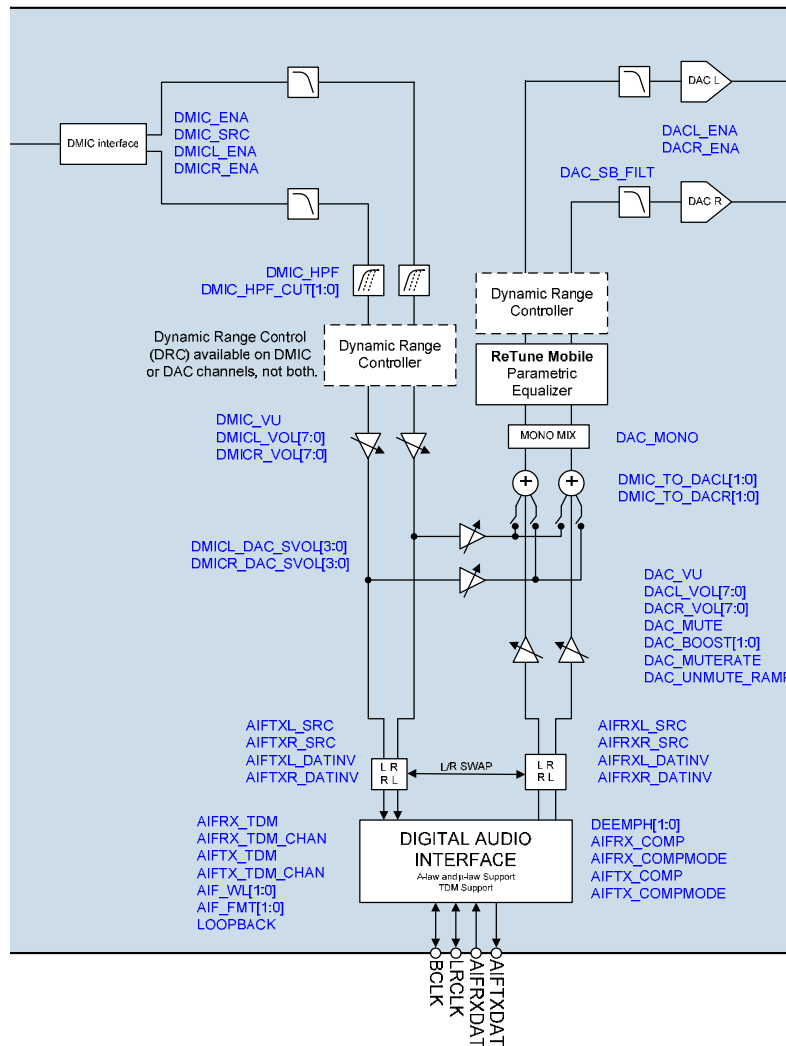 DAC L
DMIC interface
DMIC_ENA
DMIC_SRC
DMICL_ENA
DMICR_ENA
DACL_ENA
DACR_ENA
DAC_SB_FILT
DAC R
DMIC_HPF
DMIC_HPF_CUT[1:0]
Dynamic Range
Controller
Dynamic Range Control
(DRC) available on DMIC
or DAC channels, not both.
Dynamic Range
Controller
ReTune Mobile
Parametric
Equalizer
DMIC_VU
DMICL_VOL[7:0]
DMICR_VOL[7:0]
MONO MIX
DAC_MONO
+ +
DMIC_TO_DACL[1:0]
DMIC_TO_DACR[1:0]
DMICL_DAC_SVOL[3:0]
DMICR_DAC_SVOL[3:0]
DAC_VU
DACL_VOL[7:0]
DACR_VOL[7:0]
DAC_MUTE
DAC_BOOST[1:0]
DAC_MUTERATE
DAC_UNMUTE_RAMP
AIFTXL_SRC
AIFTXR_SRC
AIFTXL_DATINV
AIFTXR_DATINV
L R
R L
L/R SWAP
L R
R L
AIFRXL_SRC
AIFRXR_SRC
AIFRXL_DATINV
AIFRXR_DATINV
AIFRX_TDM
AIFRX_TDM_CHAN
AIFTX_TDM
AIFTX_TDM_CHAN
AIF_WL[1:0]
AIF_FMT[1:0]
LOOPBACK
DIGITAL AUDIO
INTERFACE
A-law and µ-law Support
TDM Support
DEEMPH[1:0]
AIFRX_COMP
AIFRX_COMPMODE
AIFTX_COMP
AIFTX_COMPMODE
BCLK
LRCLK
AIFRXDAT
AIFTXDAT